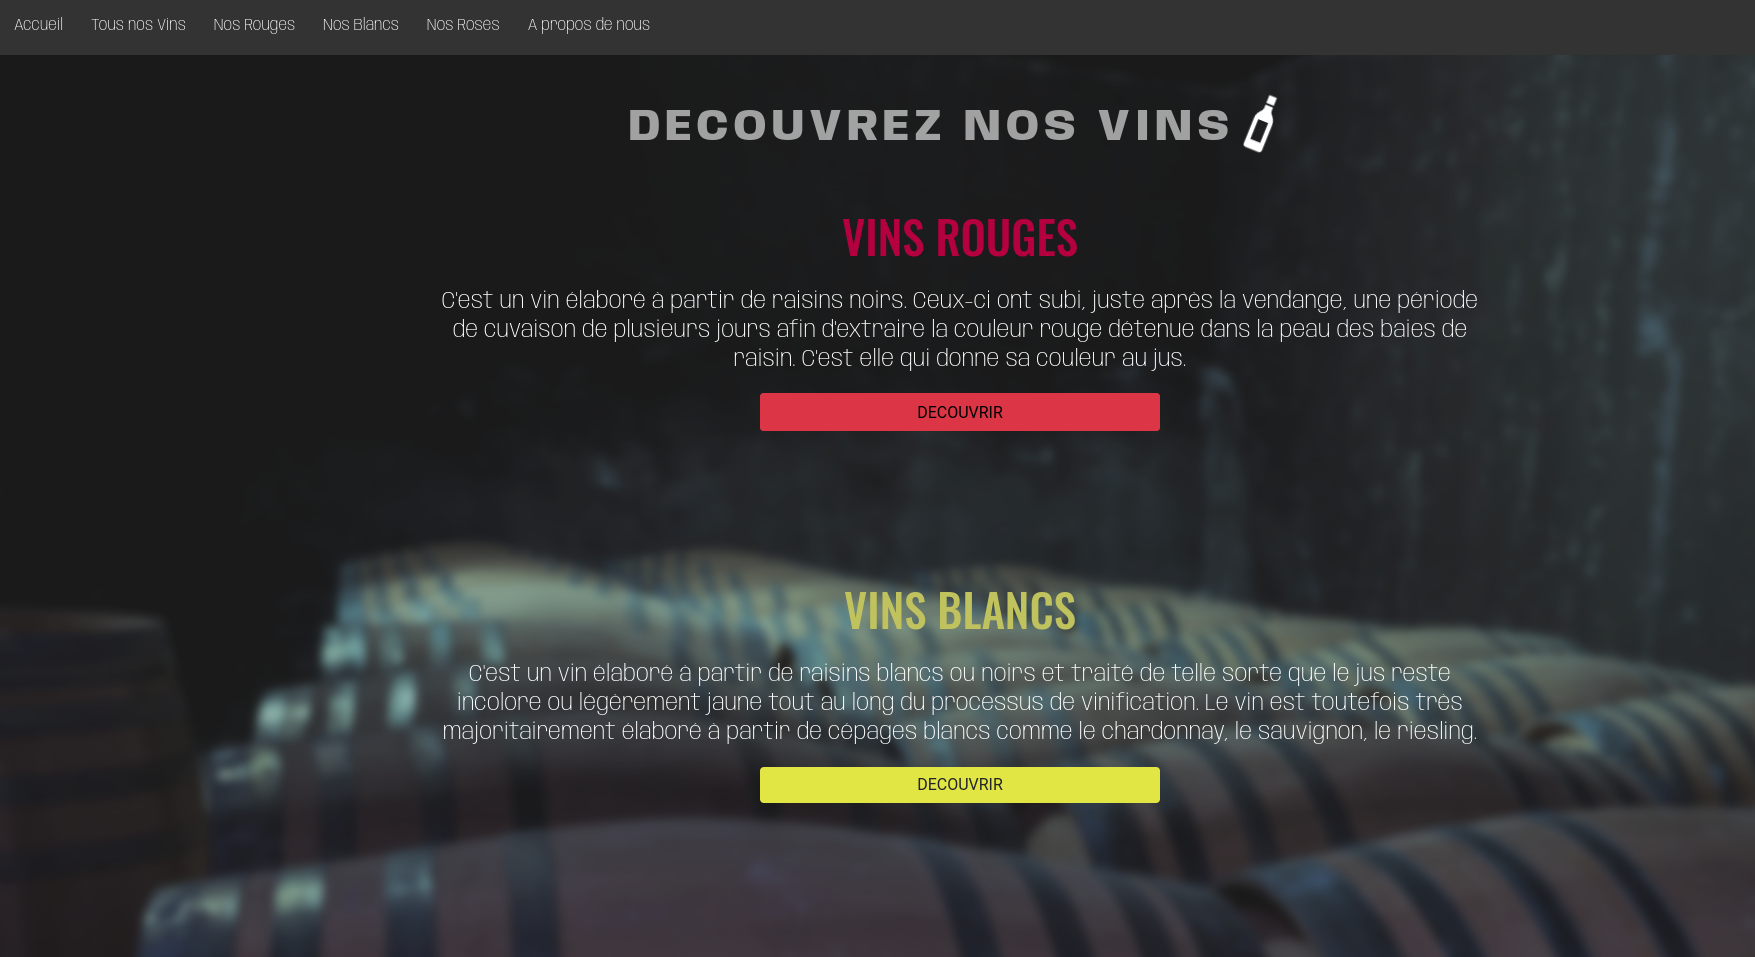 Accueil Tous nos Vins Nos Rouges Nos Blancs Nos Roses A propos de nous
DECOUVREZ NOS VINS
VINS ROUGES
C'est un vin élaboré à partir de raisins noirs. Ceux-ci ont subi, juste après la vendange, une période
de cuvaison de plusieurs jours afin d'extraire la couleur rouge détenue dans la peau des baies de
raisin. C'est elle qui donne sa couleur au jus.
DECOUVRIR
VINS BLANCS
C'est un vin élaboré à partir de raisins blancs ou noirs et traité de telle sorte que le jus reste
incolore ou légèrement jaune tout au long du processus de vinification. Le vin est toutefois très
majoritairement élaboré à partir de cépages blancs comme le chardonnay, le sauvignon, le riesling.
DECOUVRIR